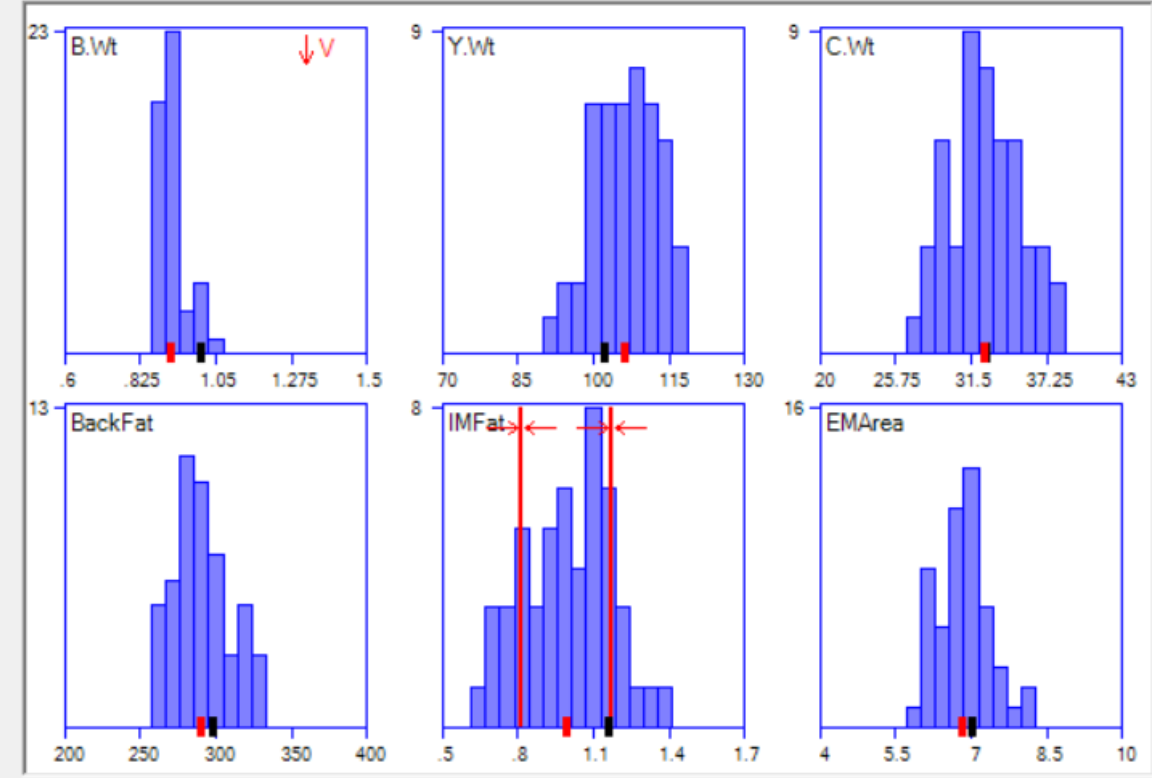 23 B.Wt V
.6 .825 1.05 1.275 1.5
9 Y.Wt
70 85 100 115 130
9 C.Wt
20 25.75 31.5 37.25 43
13 BackFat
200 250 300 350 400
8 IMFat
.5 .8 1.1 1.4 1.7
16 EMArea
4 5.5 7 8.5 10